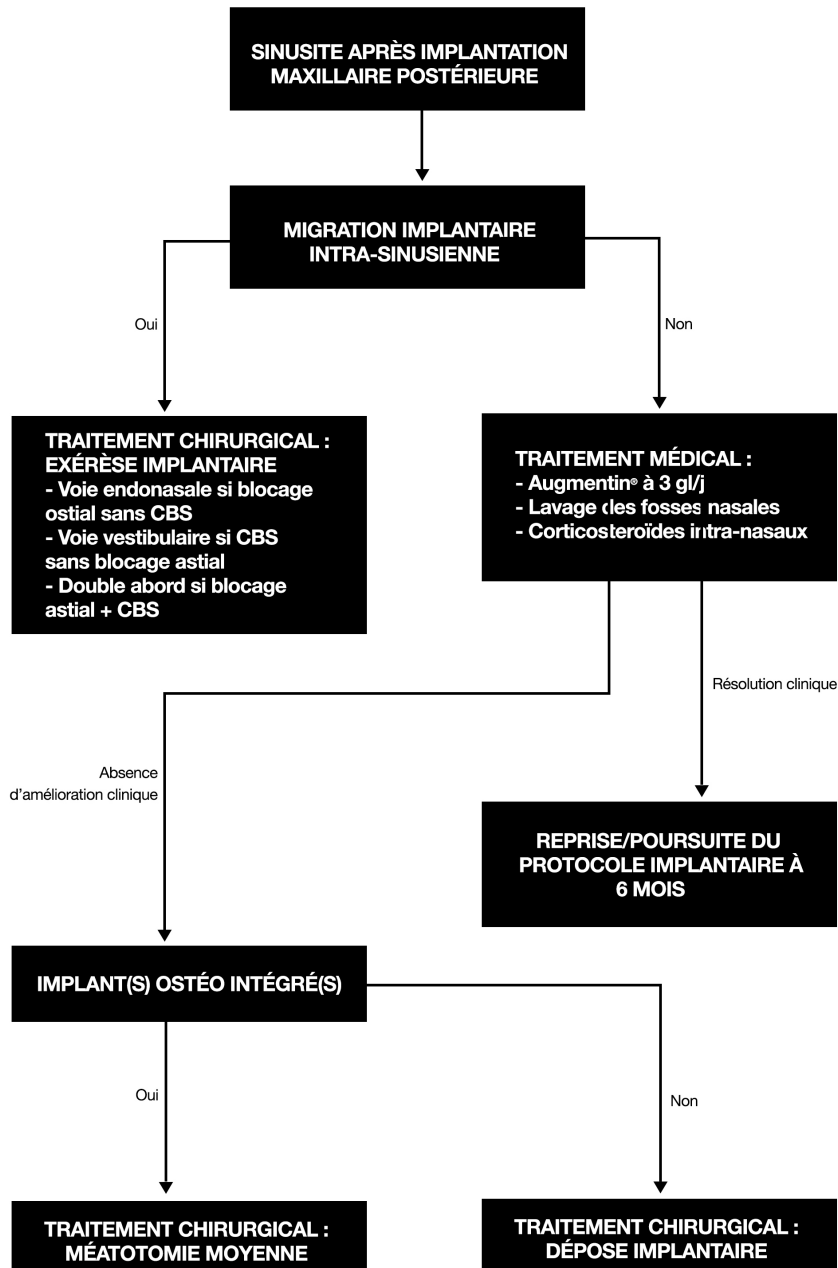 SINUSITE APRÈS IMPLANTATION
MAXILLAIRE POSTÉRIEURE
MIGRATION IMPLANTAIRE
INTRA-SINUSIENNE
Oui
Non
TRAITEMENT CHIRURGICAL :
EXÉRÈSE IMPLANTAIRE
- Voie endonasale si blocage
ostial sans CBS
- Voie vestibulaire si CBS
sans blocage astial
- Double abord si blocage
astial + CBS
TRAITEMENT MÉDICAL :
- Augmentin® à 3 gl/j
- Lavage des fosses nasales
- Corticosteroïdes intra-nasaux
Résolution clinique
Absence
d'amélioration clinique
REPRISE/POURSUITE DU
PROTOCOLE IMPLANTAIRE À
6 MOIS
IMPLANT(S) OSTÉO INTÉGRÉ(S)
Oui
Non
TRAITEMENT CHIRURGICAL :
MÉATOTOMIE MOYENNE
TRAITEMENT CHIRURGICAL :
DÉPOSE IMPLANTAIRE